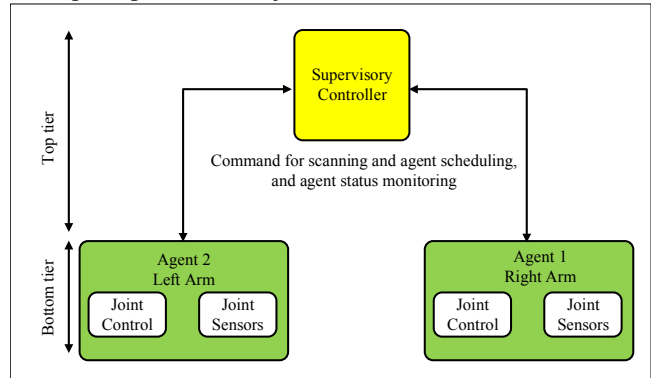 Supervisory
Controller
Top tier
Command for scanning and agent scheduling,
and agent status monitoring
Bottom tier
Agent 2
Left Arm
Joint
Control
Joint
Sensors
Agent 1
Right Arm
Joint
Control
Joint
Sensors